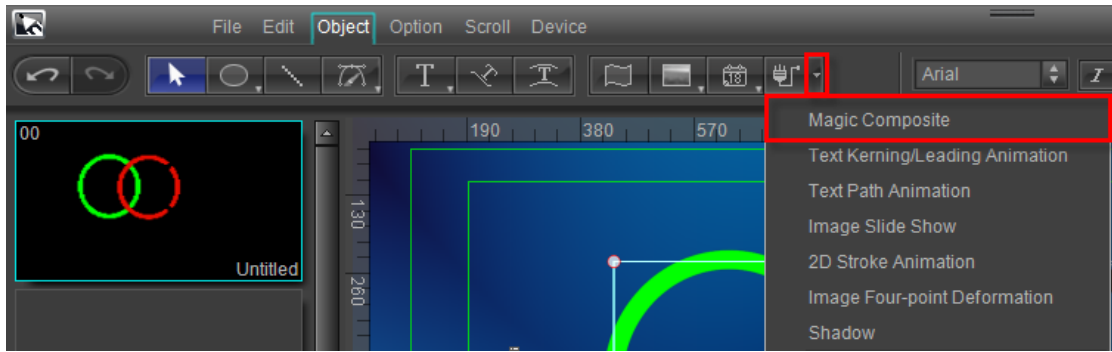 File Edit Object Option Scroll Device
T T 18 Arial I
00
Untitled
190 380 570
130
260
Magic Composite
Text Kerning/Leading Animation
Text Path Animation
Image Slide Show
2D Stroke Animation
Image Four-point Deformation
Shadow